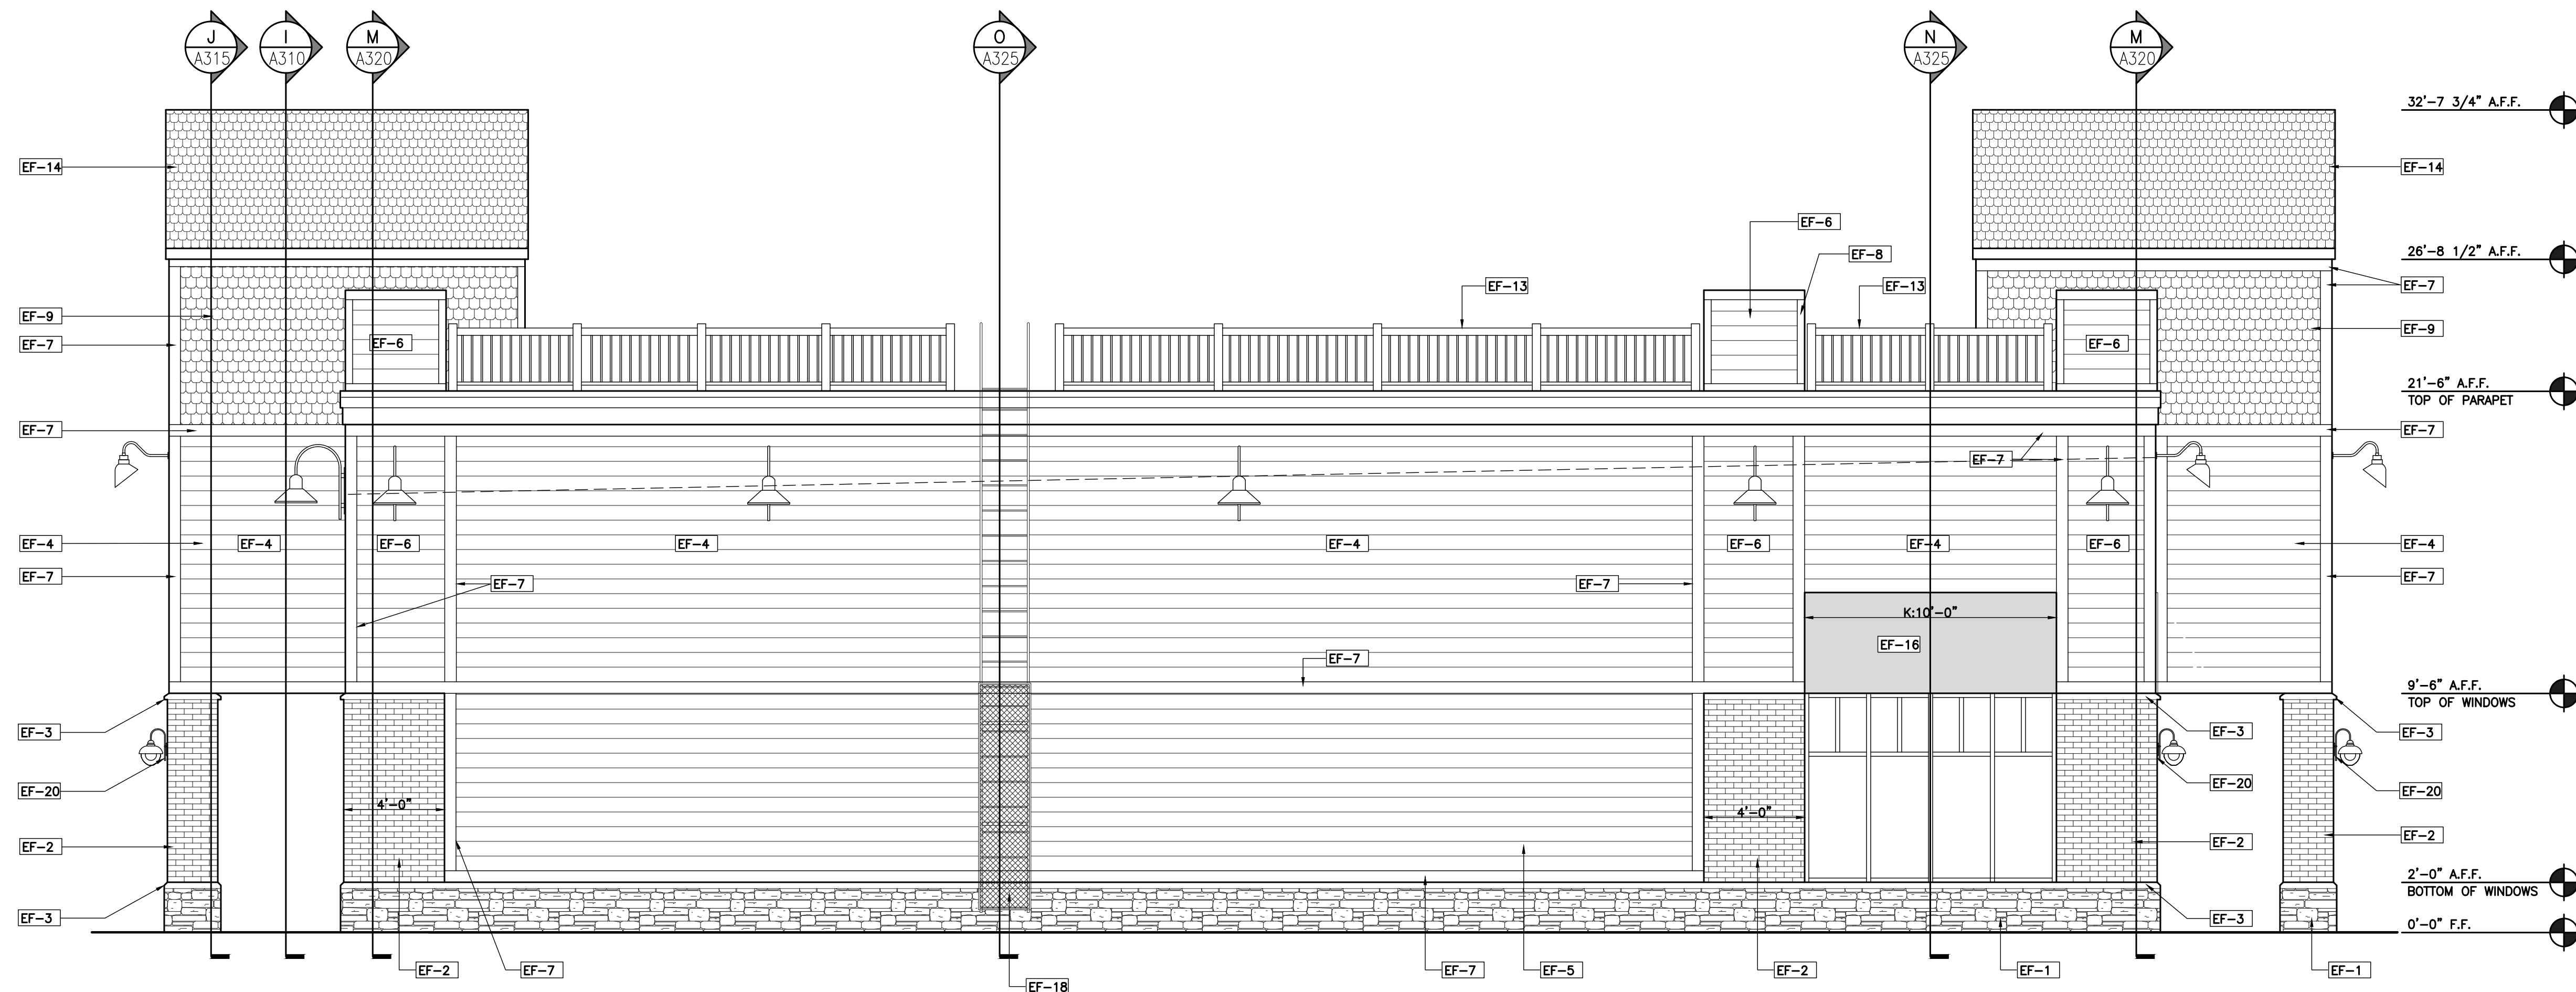 J
A315
I
A310
M
A320
O
A325
N
A325
M
A320
32'-7 3/4" A.F.F.
EF-14
EF-14
EF-6
EF-8
26'-8 1/2" A.F.F.
EF-13
EF-13
EF-7
EF-9
EF-9
EF-7
EF-6
EF-6
21'-6" A.F.F.
TOP OF PARAPET
EF-7
EF-7
EF-7
EF-4
EF-4
EF-6
EF-4
EF-4
EF-6
EF-4
EF-6
EF-4
EF-7
EF-7
EF-7
EF-7
K:10'-0"
EF-16
EF-7
9'-6" A.F.F.
TOP OF WINDOWS
EF-3
EF-3
EF-3
EF-20
EF-20
EF-20
4'-0"
4'-0"
EF-2
EF-2
EF-2
2'-0" A.F.F.
BOTTOM OF WINDOWS
EF-3
EF-3
0'-0" F.F.
EF-2
EF-7
EF-7
EF-5
EF-2
EF-1
EF-1
EF-18